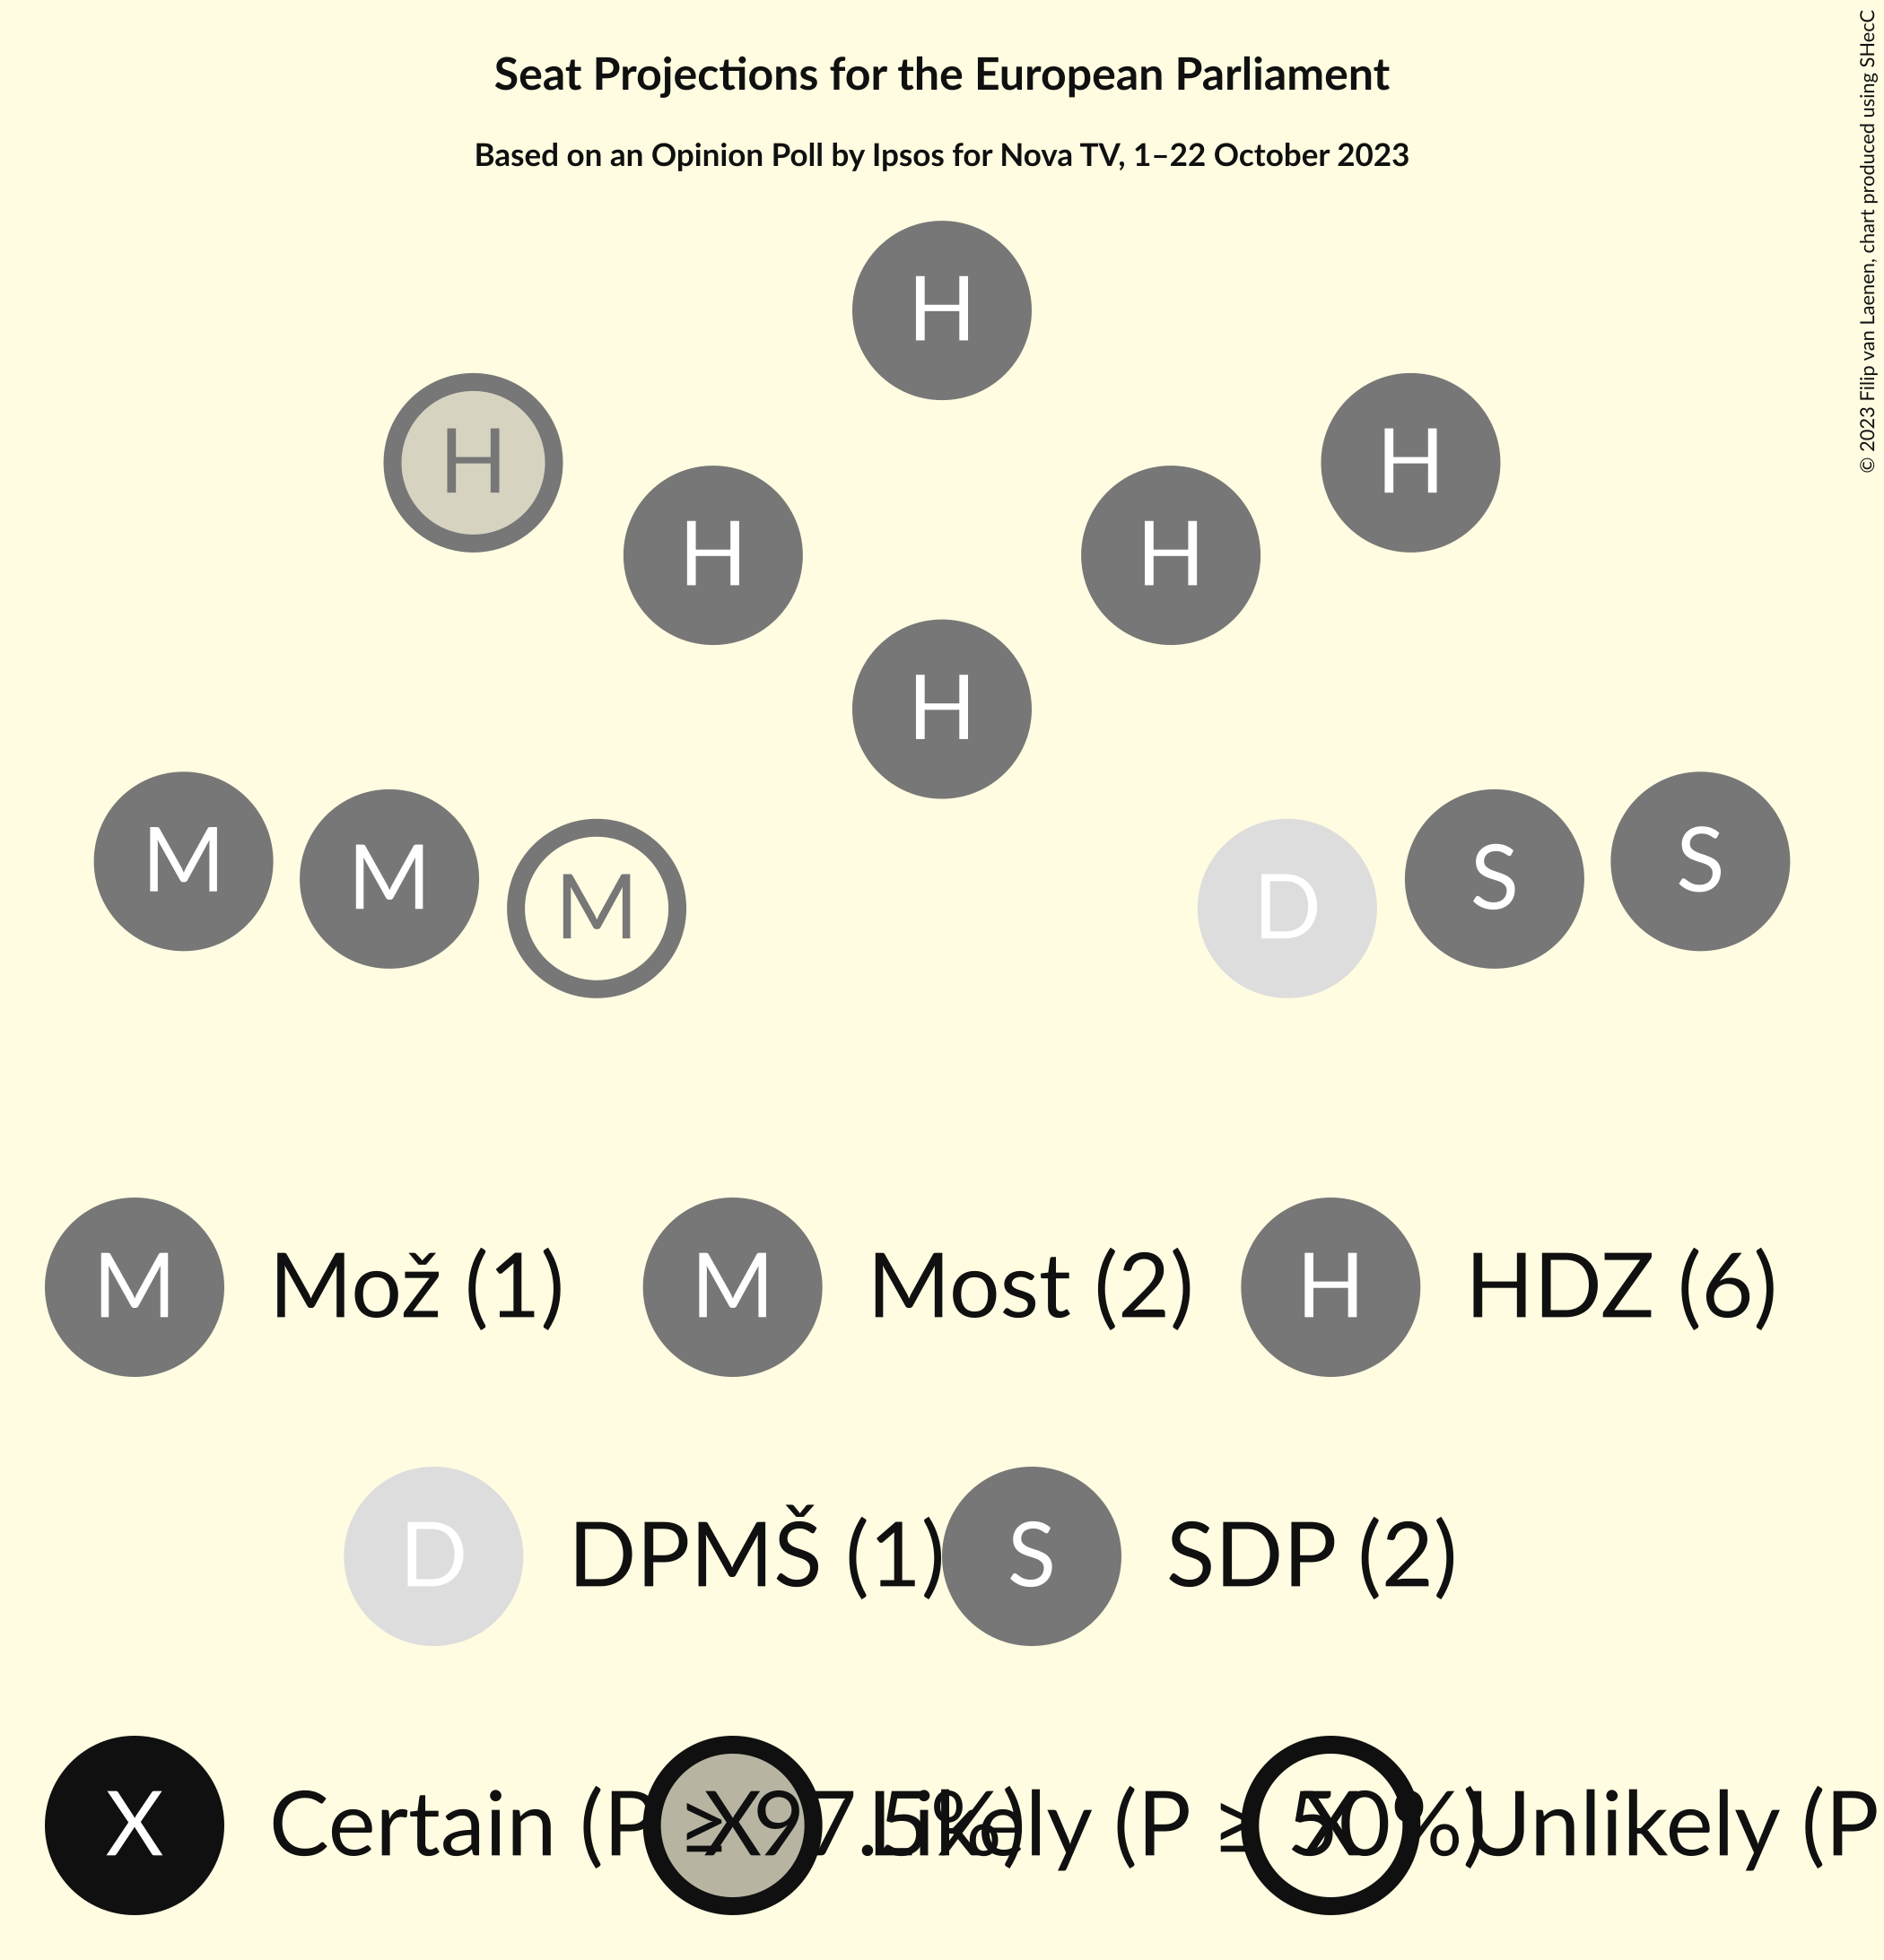 Seat Projections for the European Parliament
Based on an Opinion Poll by Ipsos for Nova TV, 1–22 October 2023
© 2023 Filip van Laenen, chart produced using SHecC
H
H H
H H
H
M M
M D
S S
M Mož (1) M Most (2) H HDZ (6)
D DPMŠ (1) S SDP (2)
X Certain (P ≥ 97.5%) X Likely (P ≥ 50%) X Unlikely (P